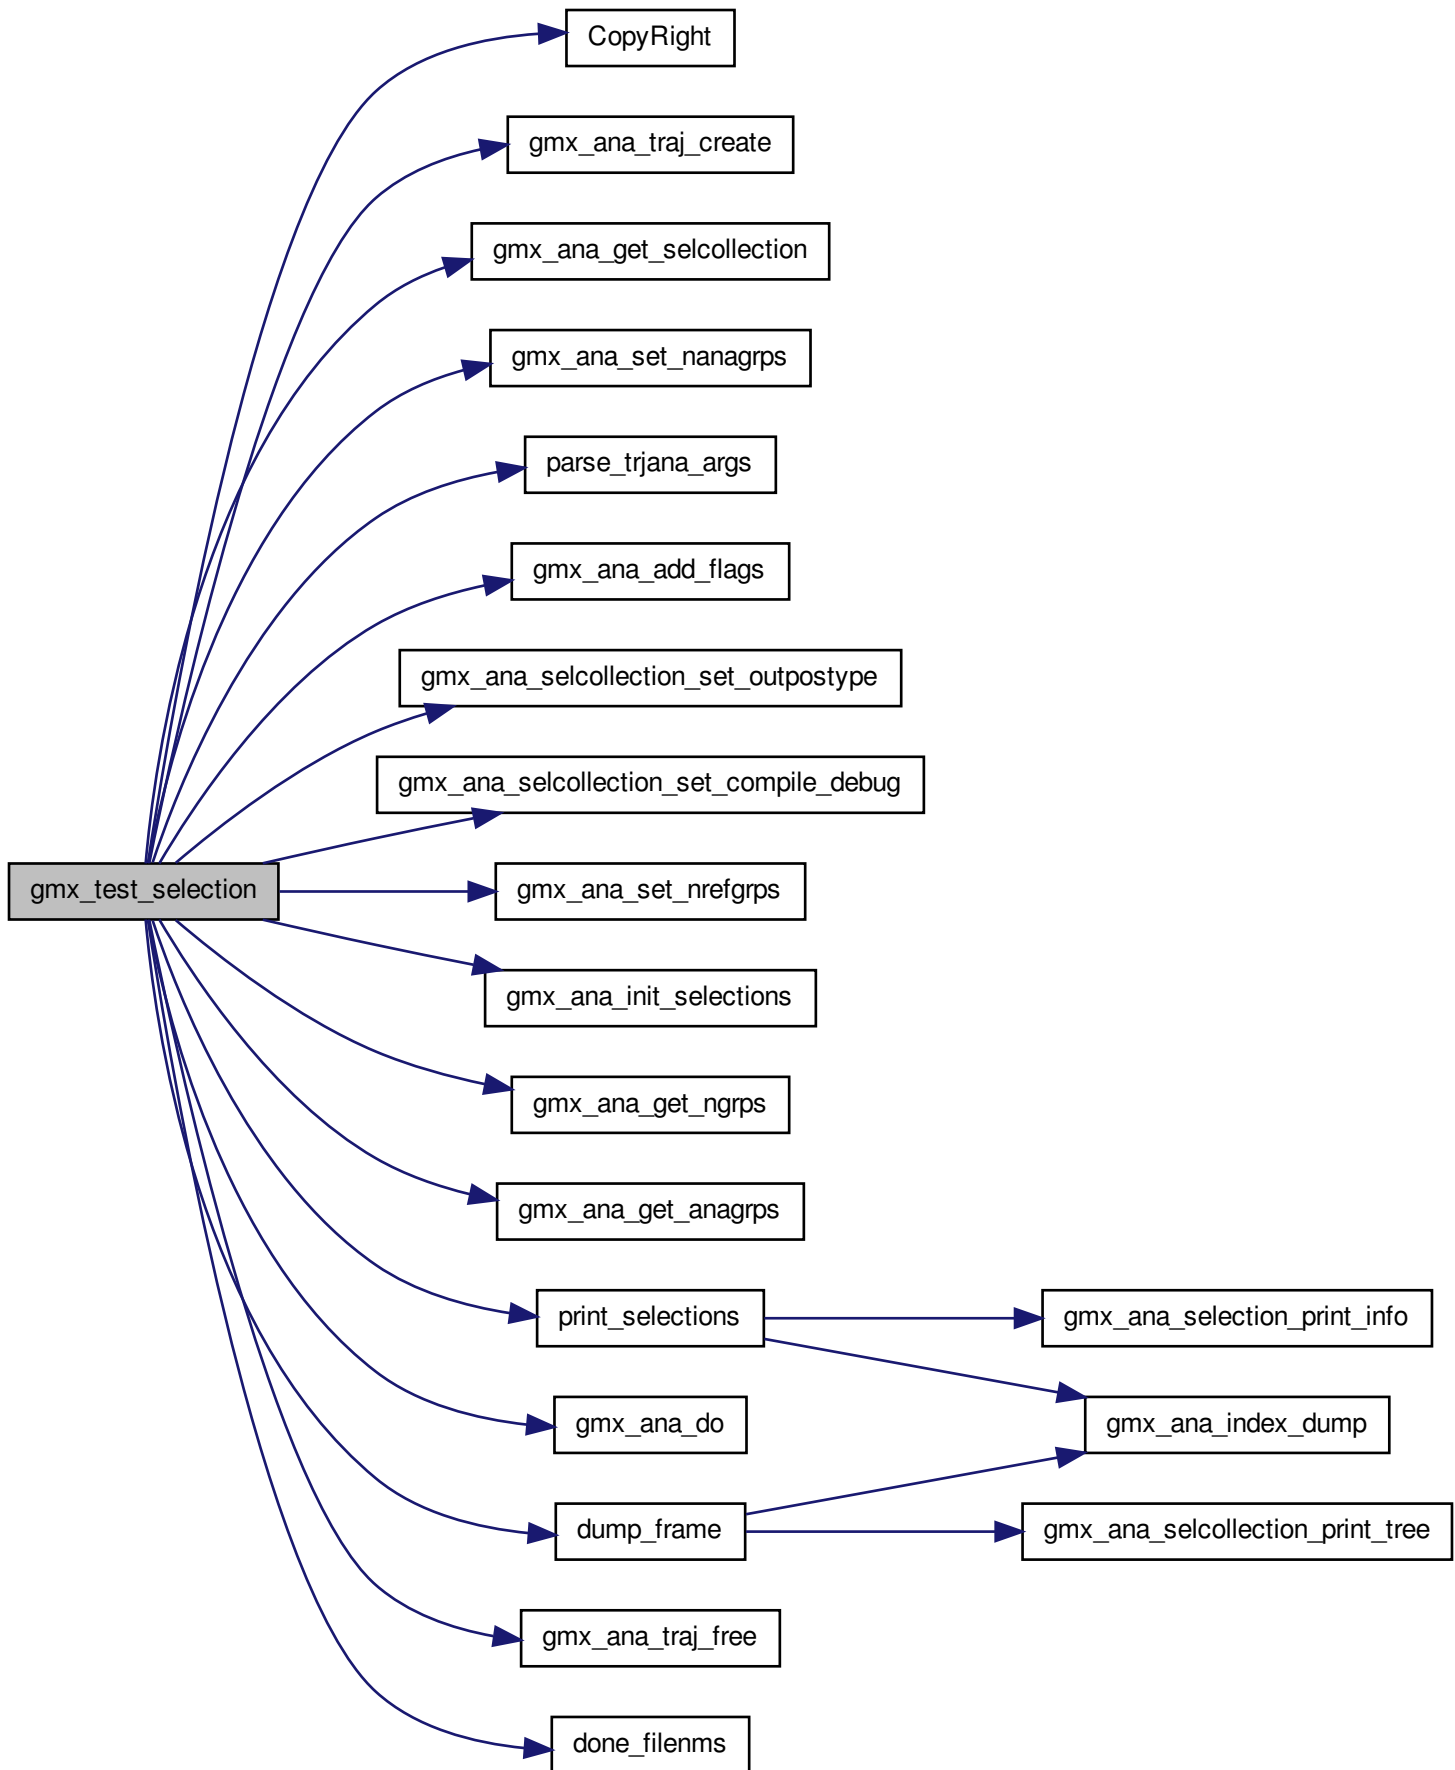 CopyRight
gmx_ana_traj_create
gmx_ana_get_selcollection
gmx_ana_set_nanagrps
parse_trjana_args
gmx_ana_add_flags
gmx_ana_selcollection_set_outpostype
gmx_ana_selcollection_set_compile_debug
gmx_test_selection
gmx_ana_set_nrefgrps
gmx_ana_init_selections
gmx_ana_get_ngrps
gmx_ana_get_anagrps
print_selections
gmx_ana_selection_print_info
gmx_ana_do
gmx_ana_index_dump
dump_frame
gmx_ana_selcollection_print_tree
gmx_ana_traj_free
done_filenms